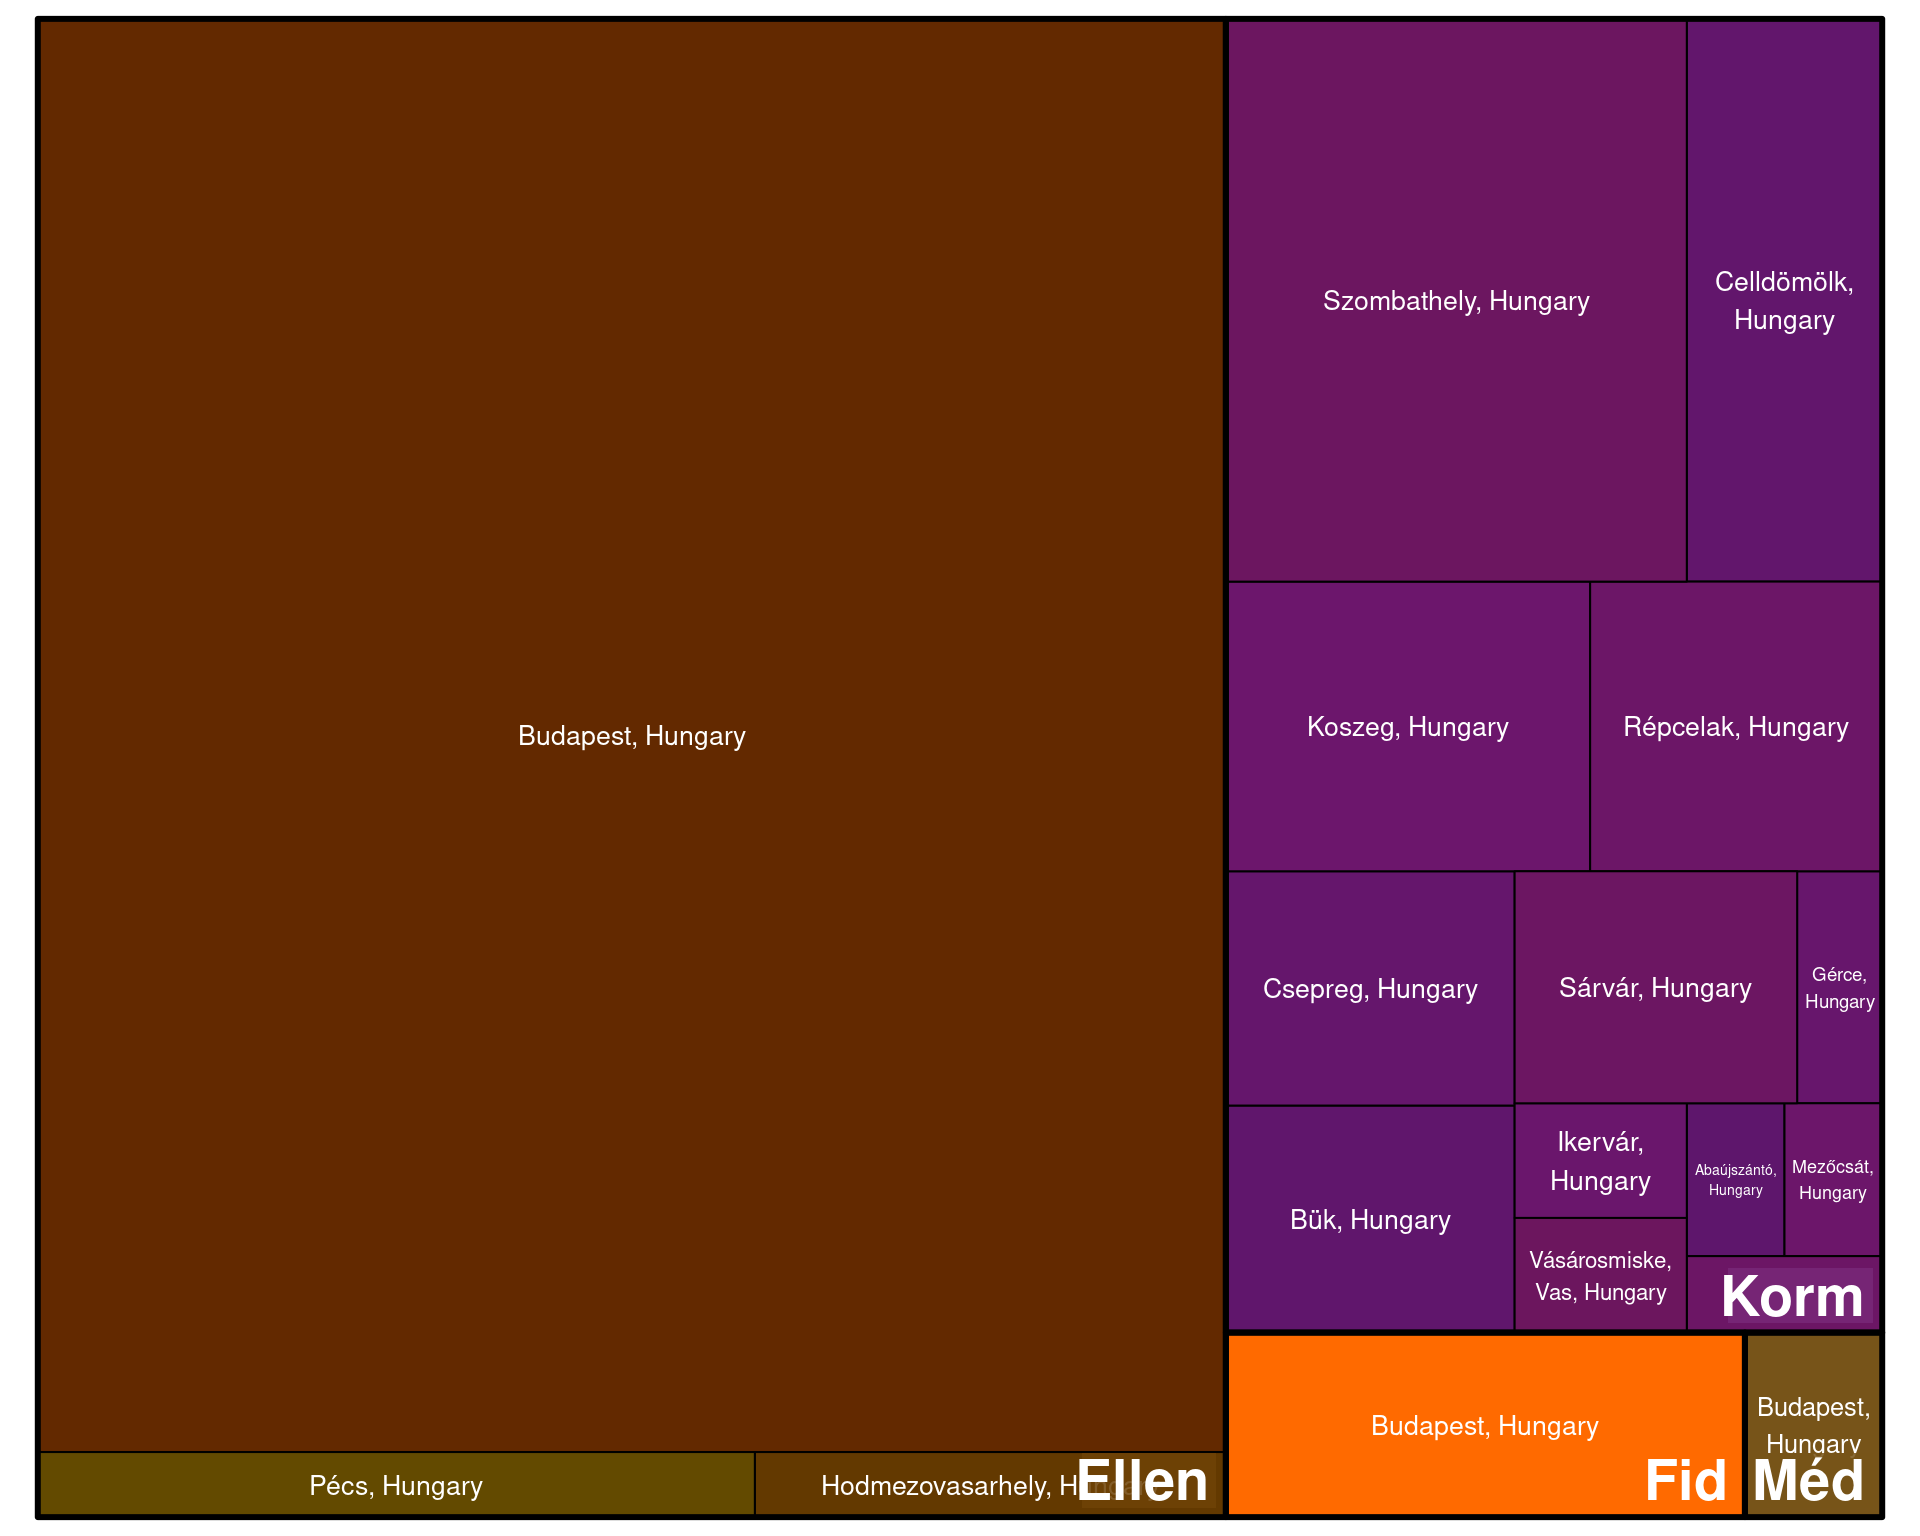 Budapest, Hungary
Pécs, Hungary
Hodmezovasarhely, Hungary
Ellen
Szombathely, Hungary
Celldömölk,
Hungary
Koszeg, Hungary
Répcelak, Hungary
Csepreg, Hungary
Sárvár, Hungary
Gérce,
Hungary
Bük, Hungary
Ikervár,
Hungary
Vásárosmiske,
Vas, Hungary
Abaújszántó,
Hungary
Mezőcsát,
Hungary
Korm
Budapest, Hungary
Fid
Budapest,
Hungary
Méd